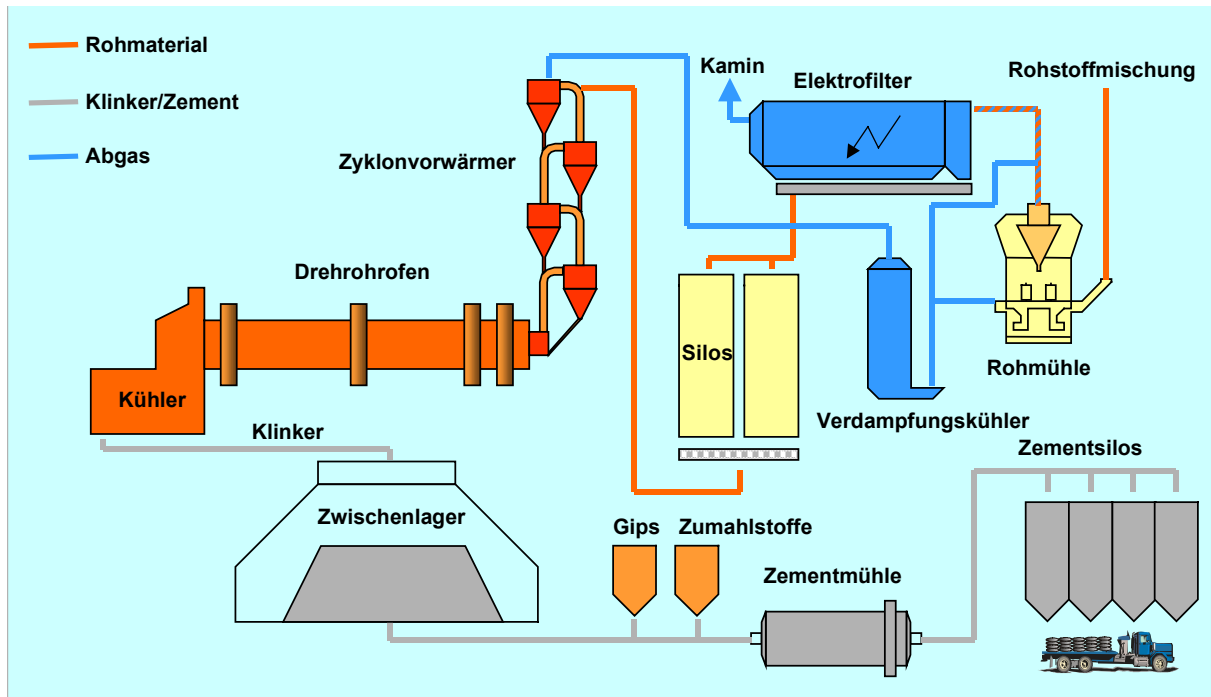 Rohmaterial
Klinker/Zement
Abgas
Kamin
Elektrofilter
Rohstoffmischung
Zyklonvorwärmer
Drehrohrofen
Silos
Rohmühle
Kühler
Verdampfungskühler
Klinker
Zementsilos
Zwischenlager
Gips
Zumahlstoffe
Zementmühle